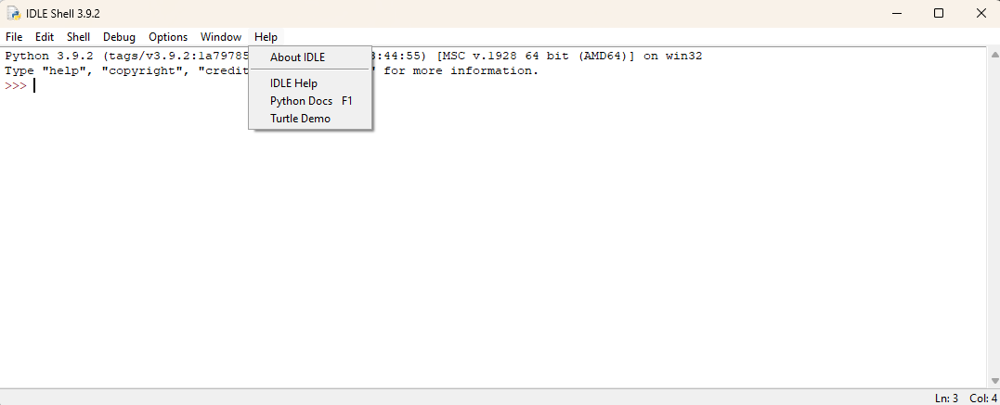 IDLE Shell 3.9.2
File Edit Shell Debug Options Window Help
Python 3.9.2 (tags/v3.9.2:1a79785 3:44:55) [MSC v.1928 64 bit (AMD64)] on win32
Type "help", "copyright", "credit " for more information.
>>>
About IDLE
IDLE Help
Python Docs F1
Turtle Demo
Ln: 3 Col: 4